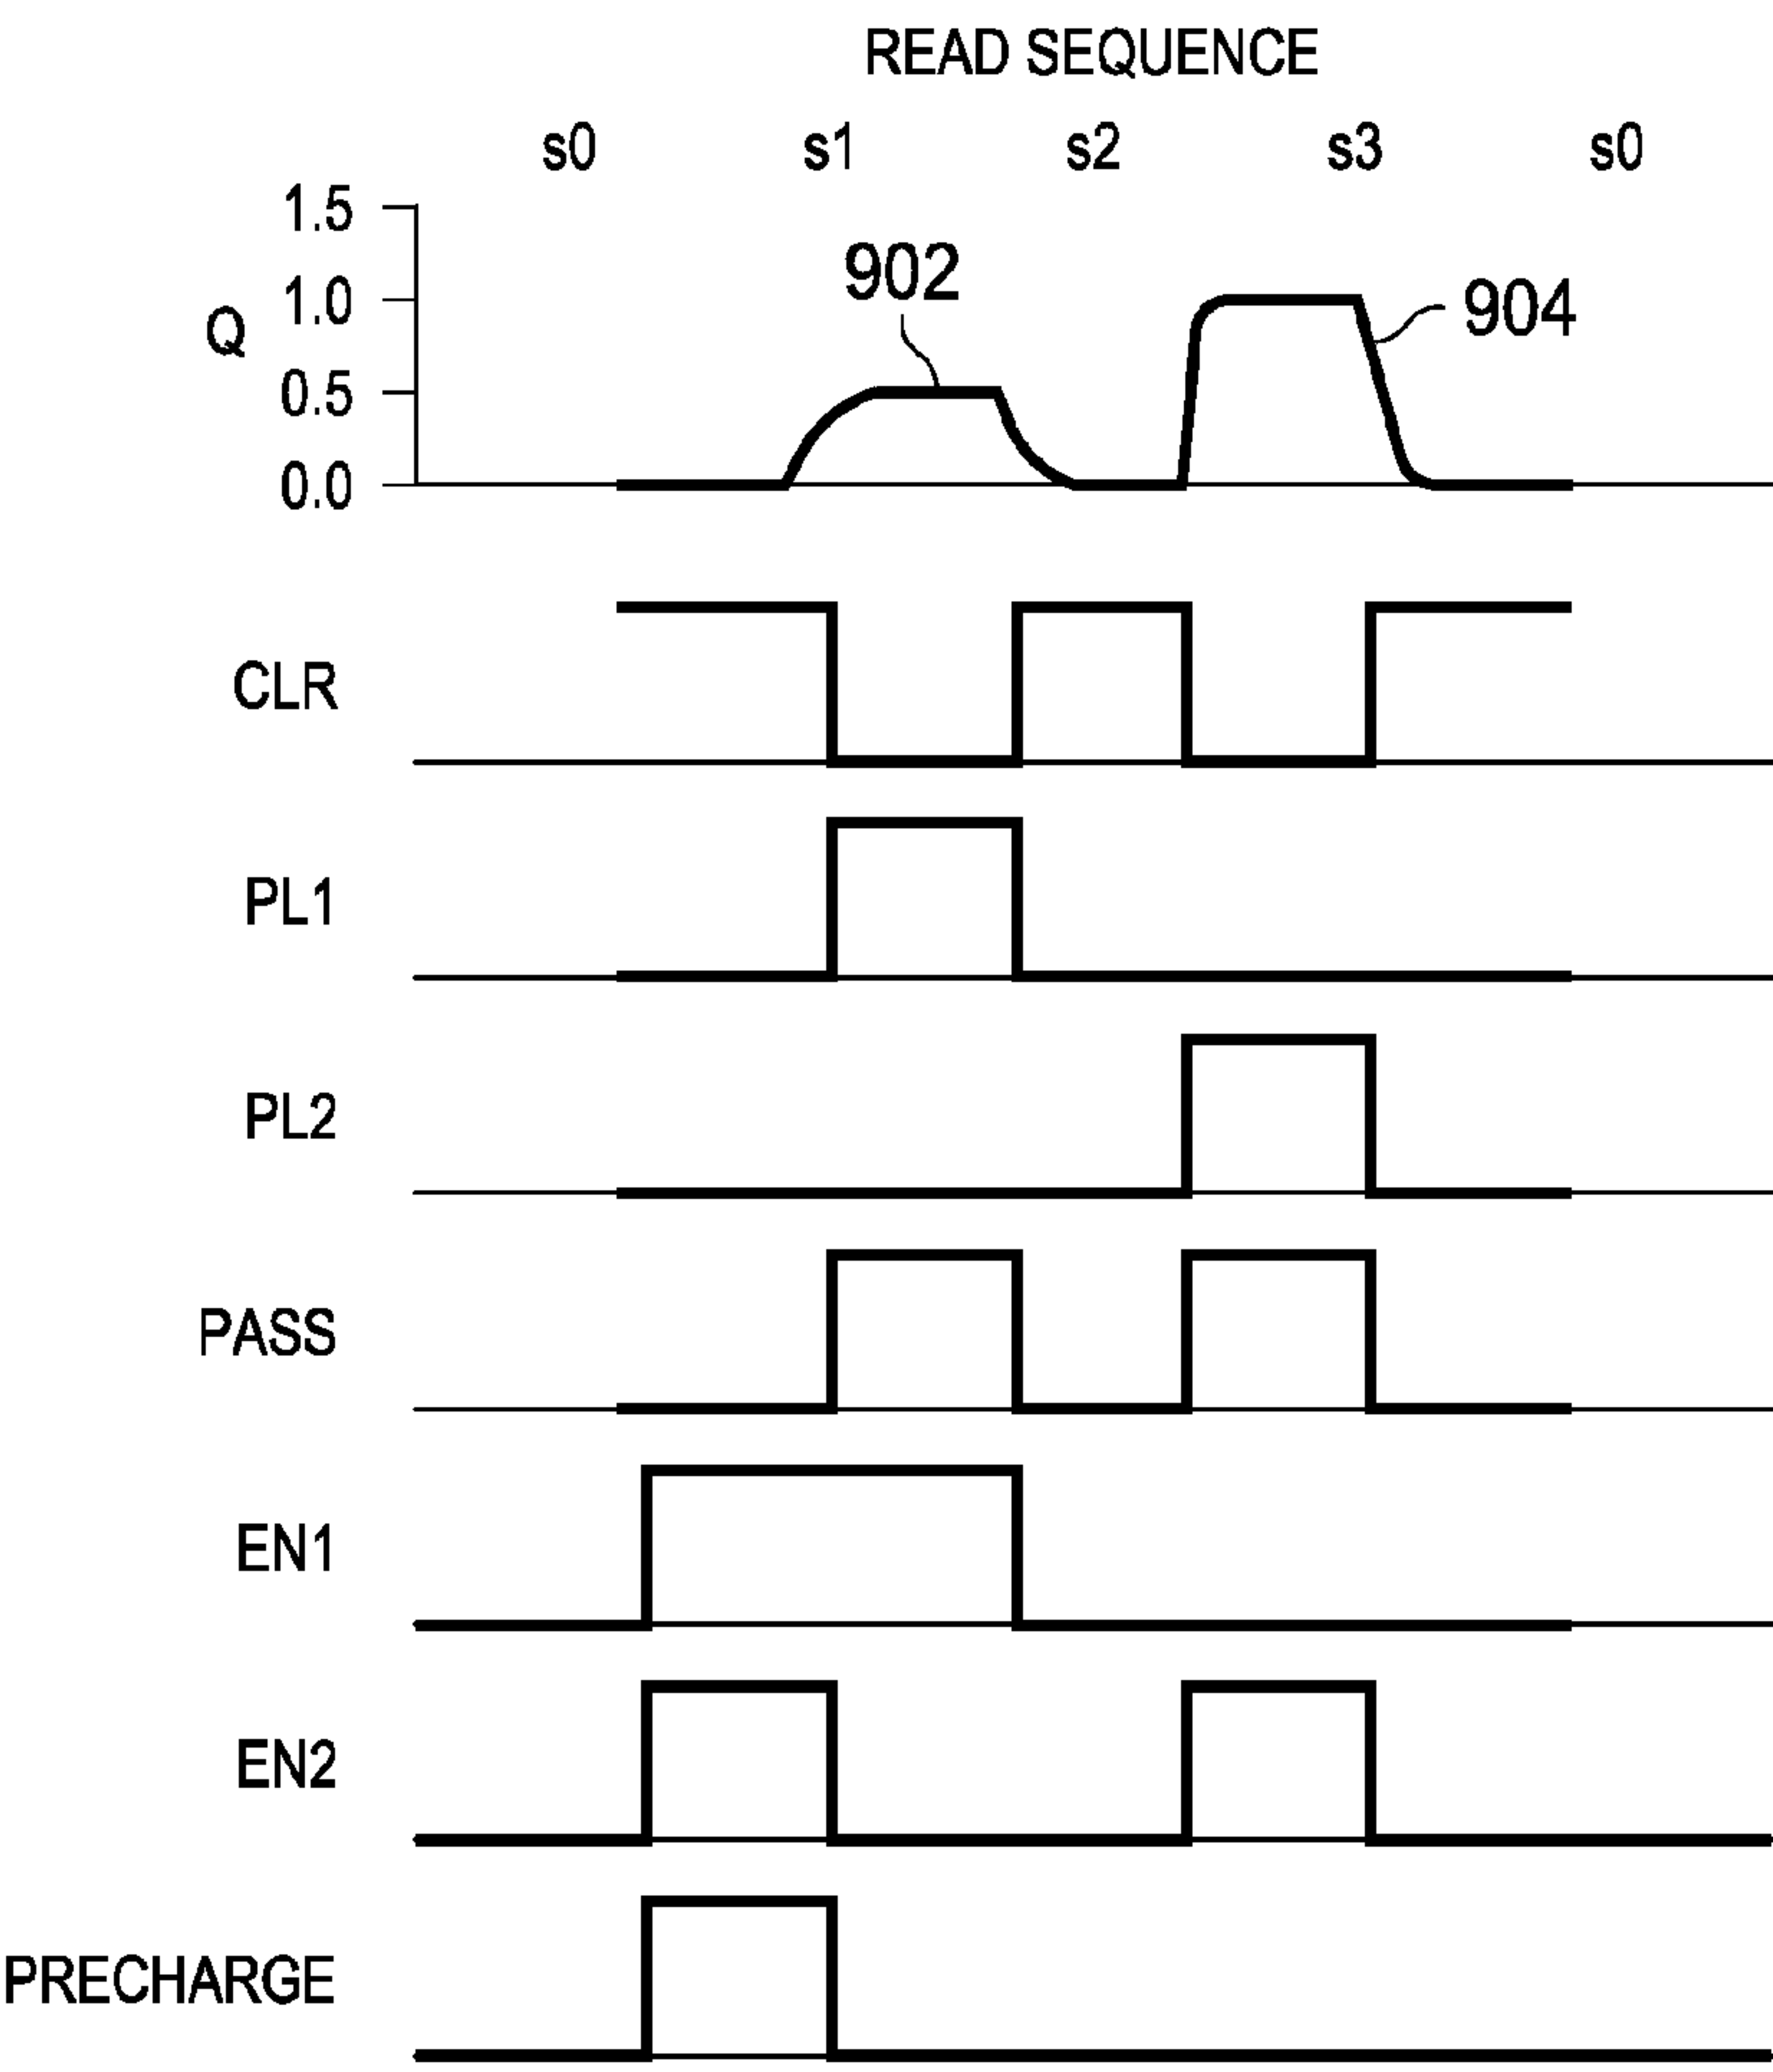 READ SEQUENCE
s0 s1 s2 s3 s0
1.5
902
1.0
904
Q
0.5
0.0
CLR
PL1
PL2
PASS
EN1
EN2
PRECHARGE